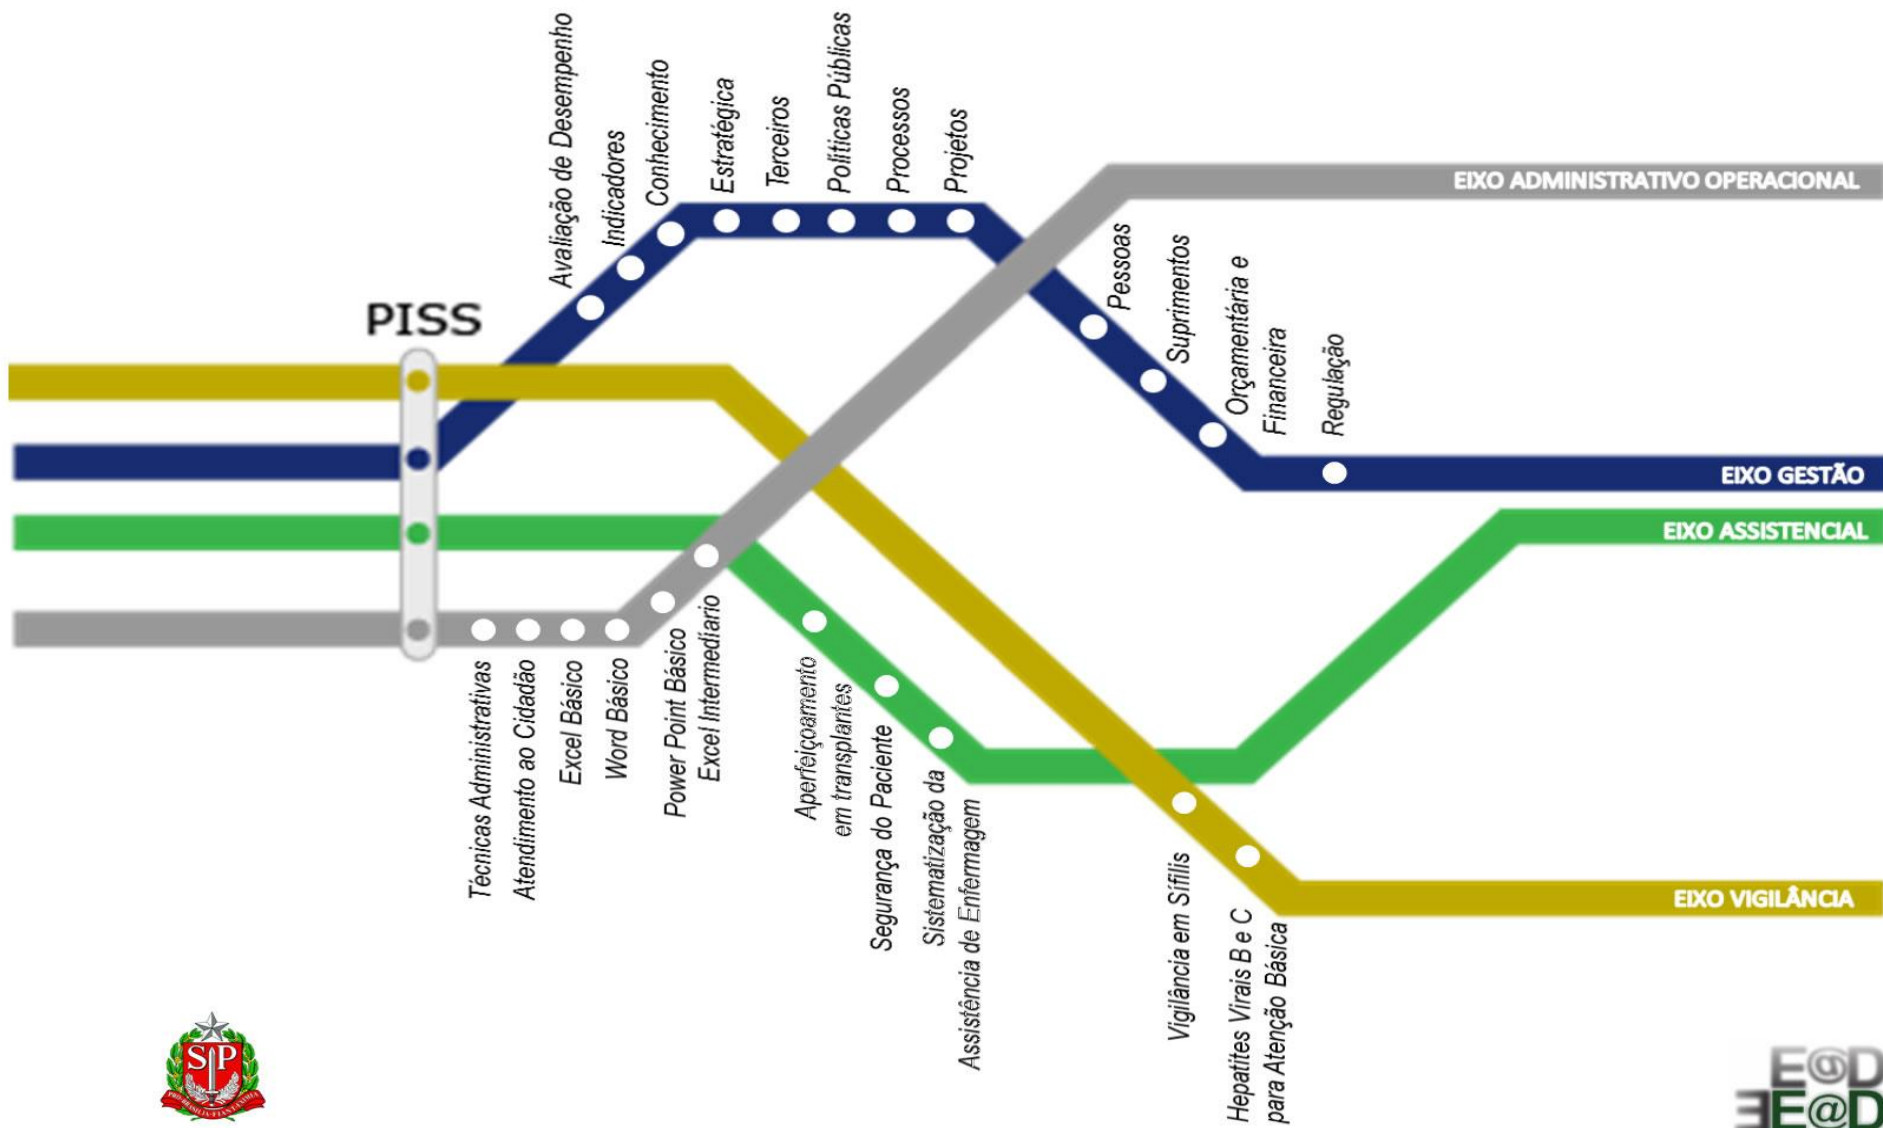 Avaliação de Desempenho
Indicadores
Conhecimento
Estratégica
Terceiros
Políticas Públicas
Processos
Projetos
EIXO ADMINISTRATIVO OPERACIONAL
Pessoas
Suprimentos
Orçamentária e
Financeira
Regulação
PISS
EIXO GESTÃO
EIXO ASSISTENCIAL
Técnicas Administrativas
Atendimento ao Cidadão
Excel Básico
Word Básico
Power Point Básico
Excel Intermediario
Aperfeiçoamento
em transplantes
Segurança do Paciente
Sistematização da
Assistência de Enfermagem
Vigilância em Sífilis
Hepatites Virais B e C
para Atenção Básica
EIXO VIGILÂNCIA
SP
E@D
E@D